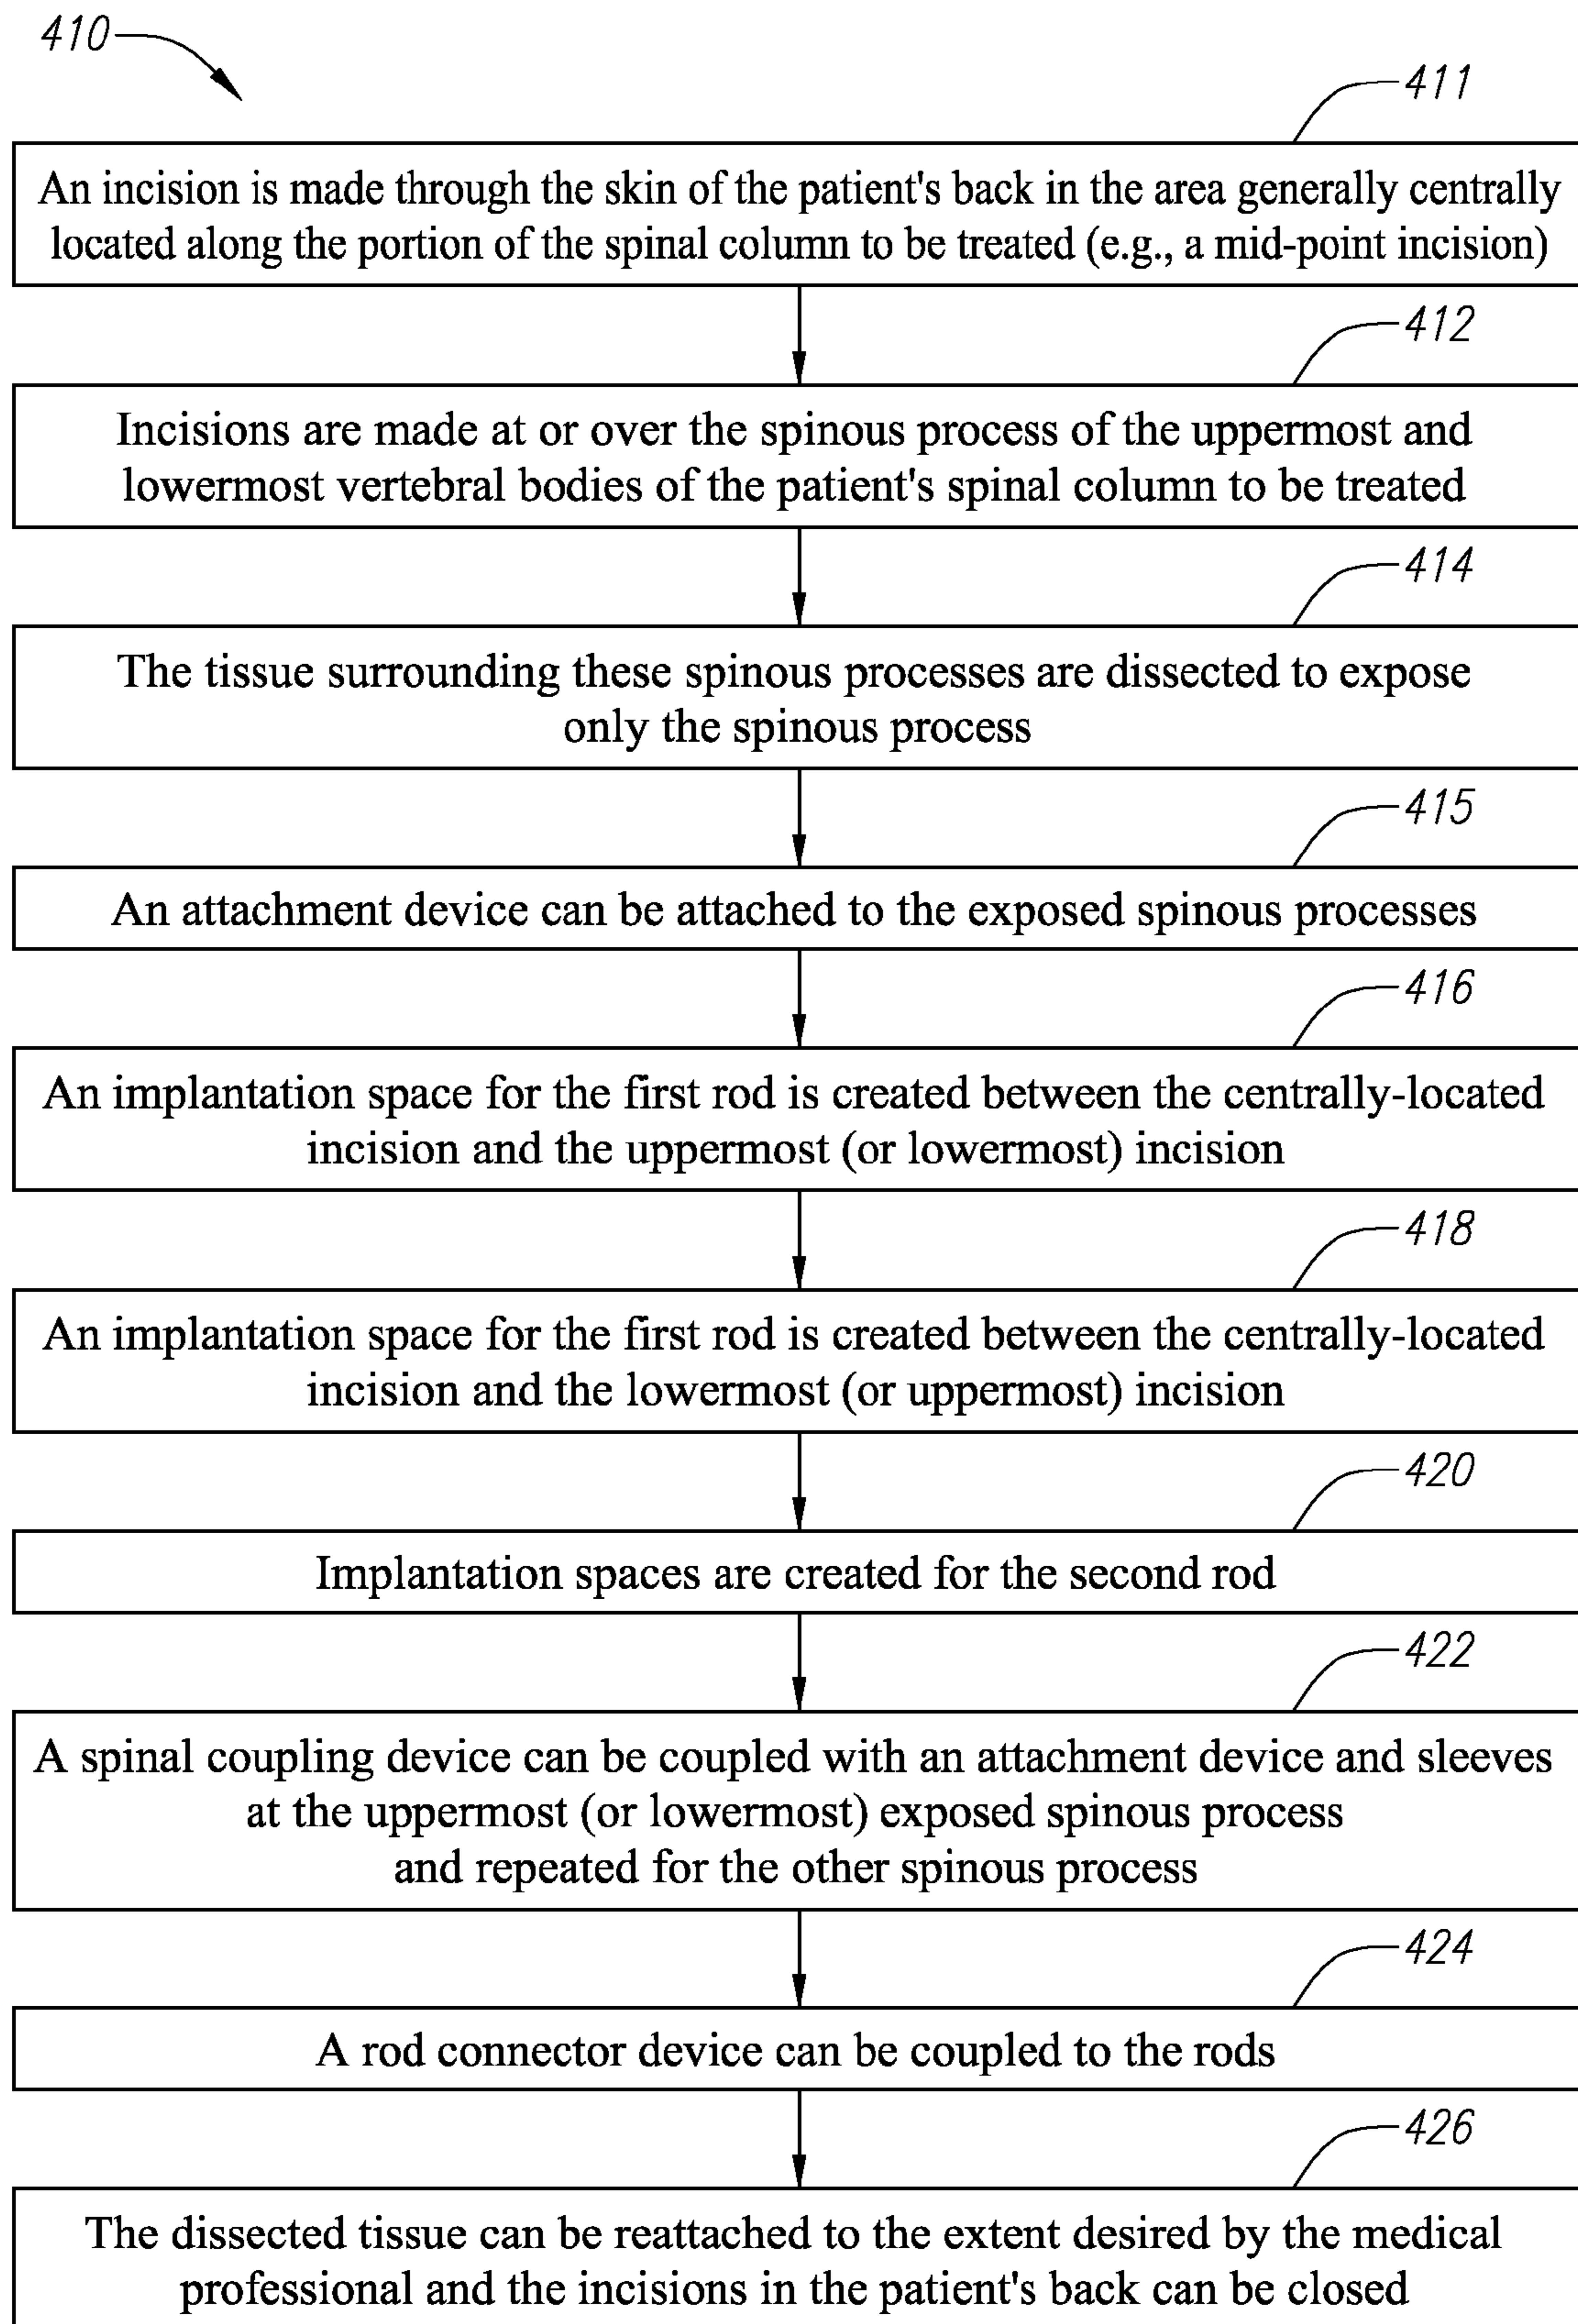 410
411
An incision is made through the skin of the patient's back in the area generally centrally
located along the portion of the spinal column to be treated (e.g., a mid-point incision)
412
Incisions are made at or over the spinous process of the uppermost and
lowermost vertebral bodies of the patient's spinal column to be treated
414
The tissue surrounding these spinous processes are dissected to expose
only the spinous process
415
An attachment device can be attached to the exposed spinous processes
416
An implantation space for the first rod is created between the centrally-located
incision and the uppermost (or lowermost) incision
418
An implantation space for the first rod is created between the centrally-located
incision and the lowermost (or uppermost) incision
420
Implantation spaces are created for the second rod
422
A spinal coupling device can be coupled with an attachment device and sleeves
at the uppermost (or lowermost) exposed spinous process
and repeated for the other spinous process
424
A rod connector device can be coupled to the rods
426
The dissected tissue can be reattached to the extent desired by the medical
professional and the incisions in the patient's back can be closed